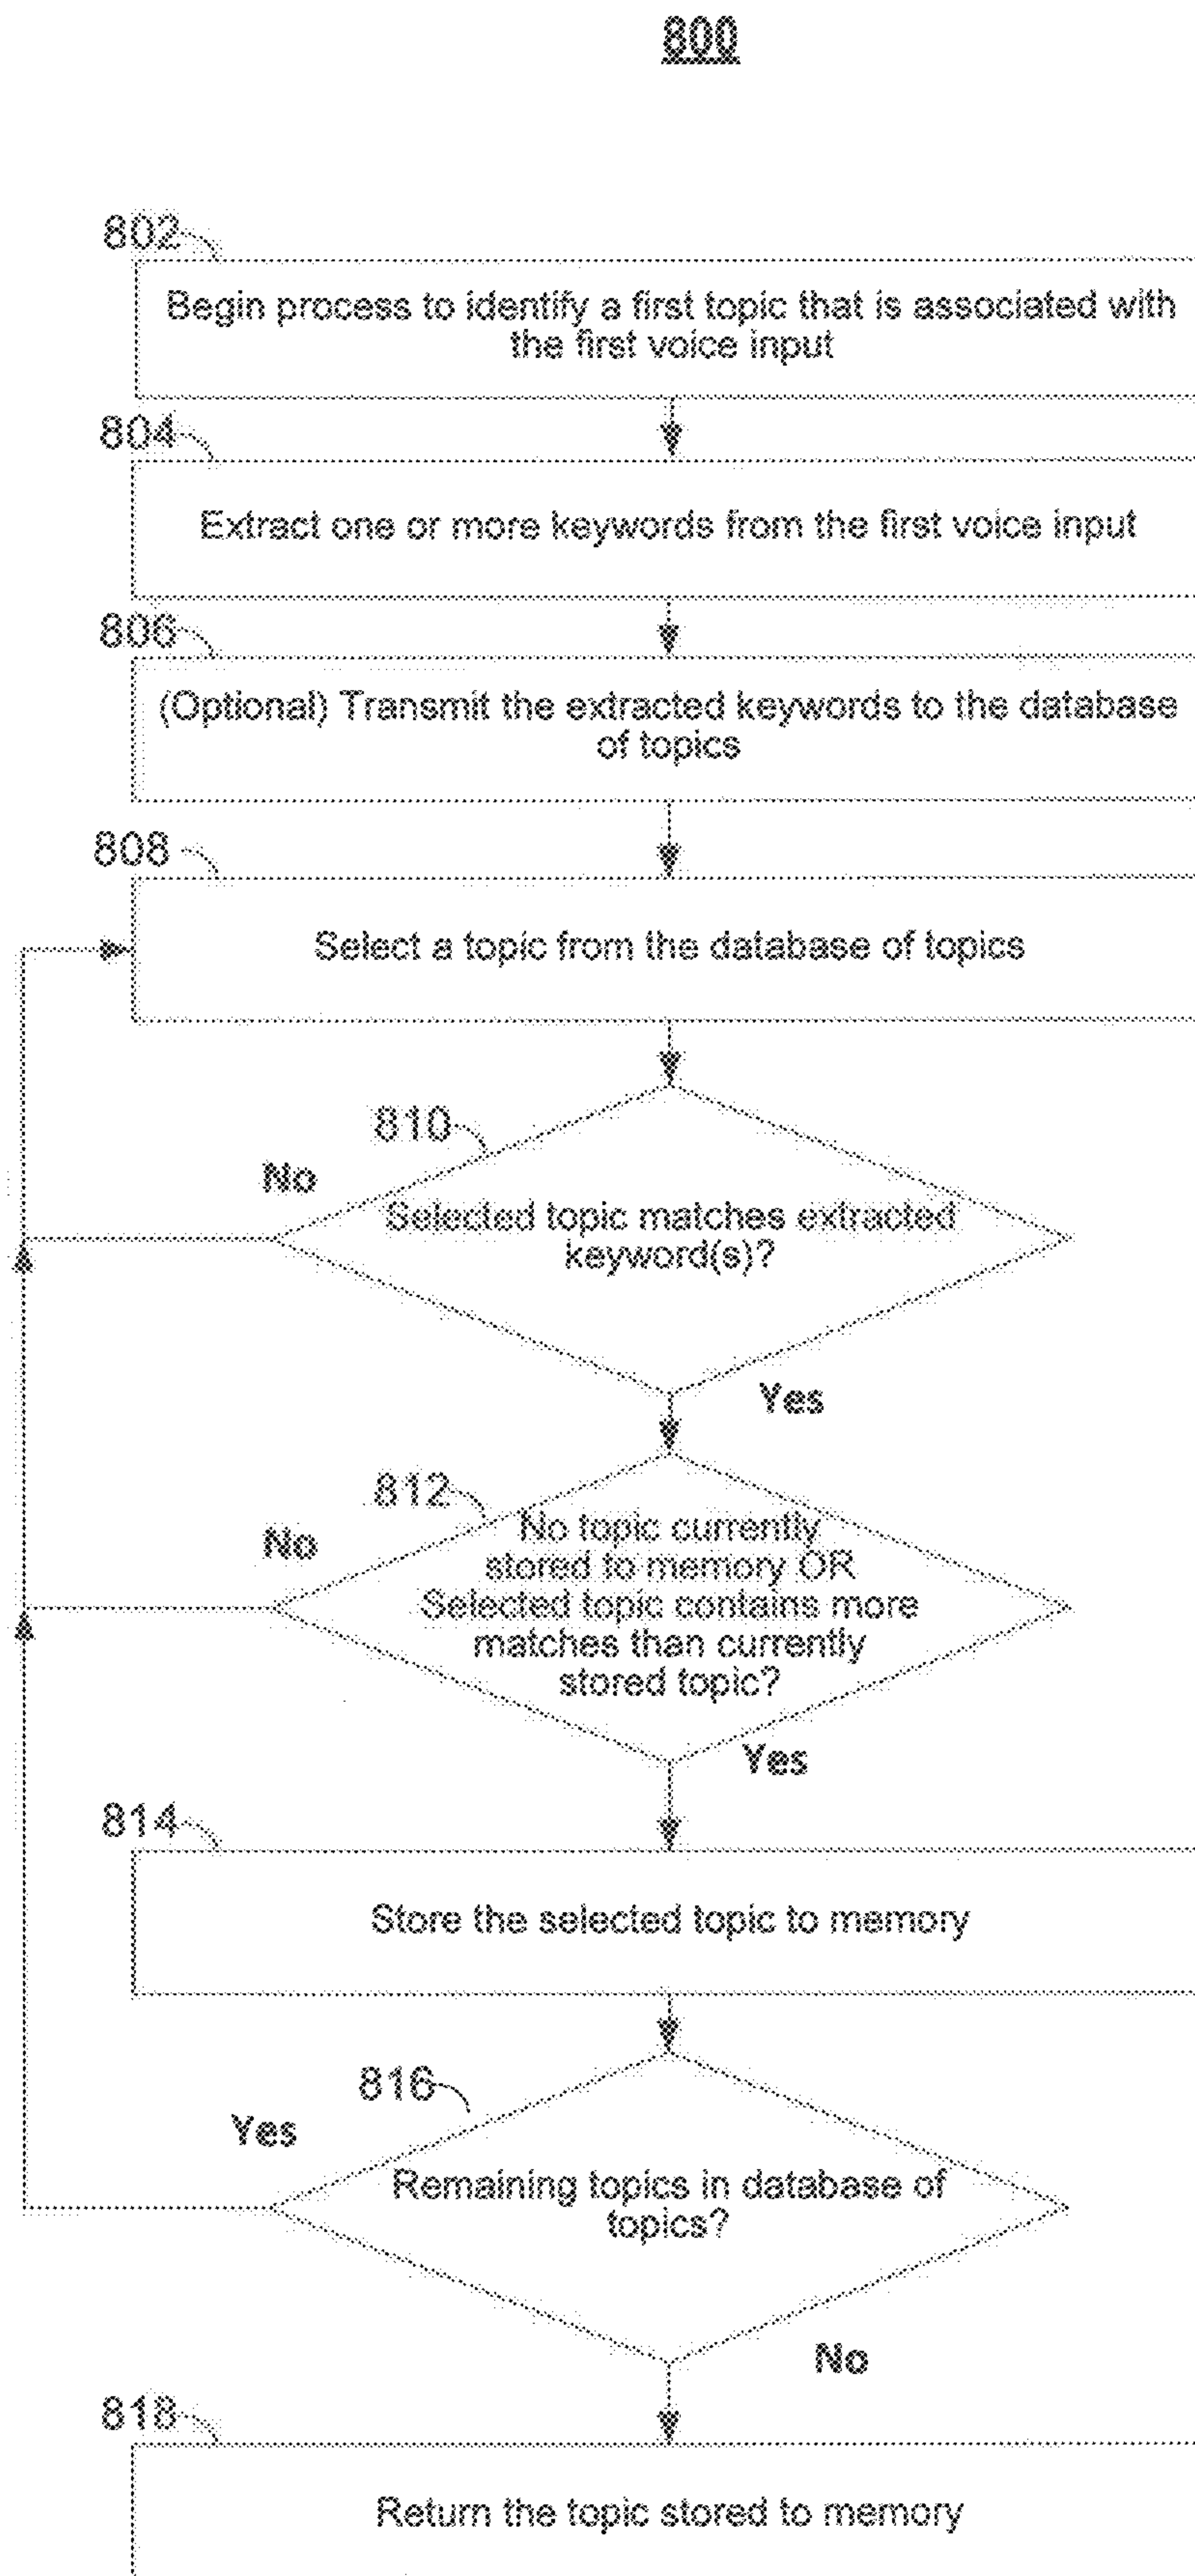 800
802
Begin process to identify a first topic that is associated with
the first voice input
804
Extract one or more keywords from the first voice input
806
(Optional) Transmit the extracted keywords to the database
of topics
808
Select a topic from the database of topics
810
No
Selected topic matches extracted
keyword(s)?
Yes
812
No
No topic currently
stored to memory OR
Selected topic contains more
matches than currently
stored topic?
Yes
814
Store the selected topic to memory
816
Yes
Remaining topics in database of
topics?
No
818
Return the topic stored to memory